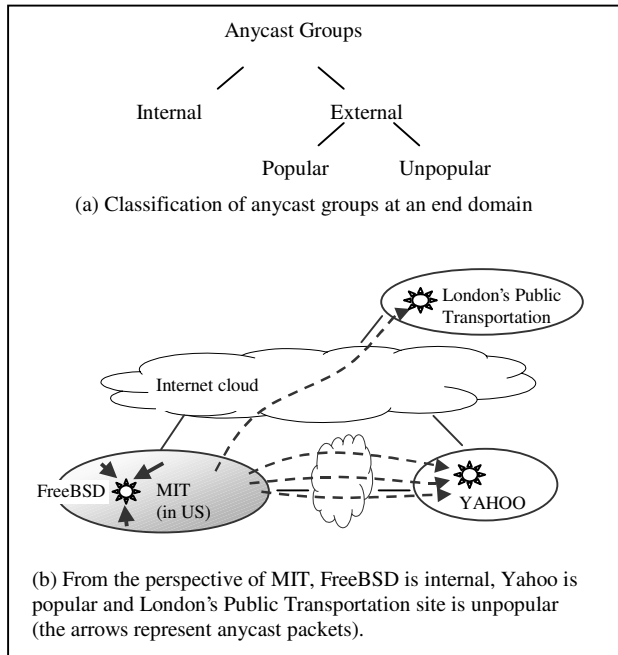 Anycast Groups
Internal External
Popular Unpopular
(a) Classification of anycast groups at an end domain
London's Public
Transportation
Internet cloud
FreeBSD
MIT
(in US)
YAHOO
(b) From the perspective of MIT, FreeBSD is internal, Yahoo is
popular and London's Public Transportation site is unpopular
(the arrows represent anycast packets).